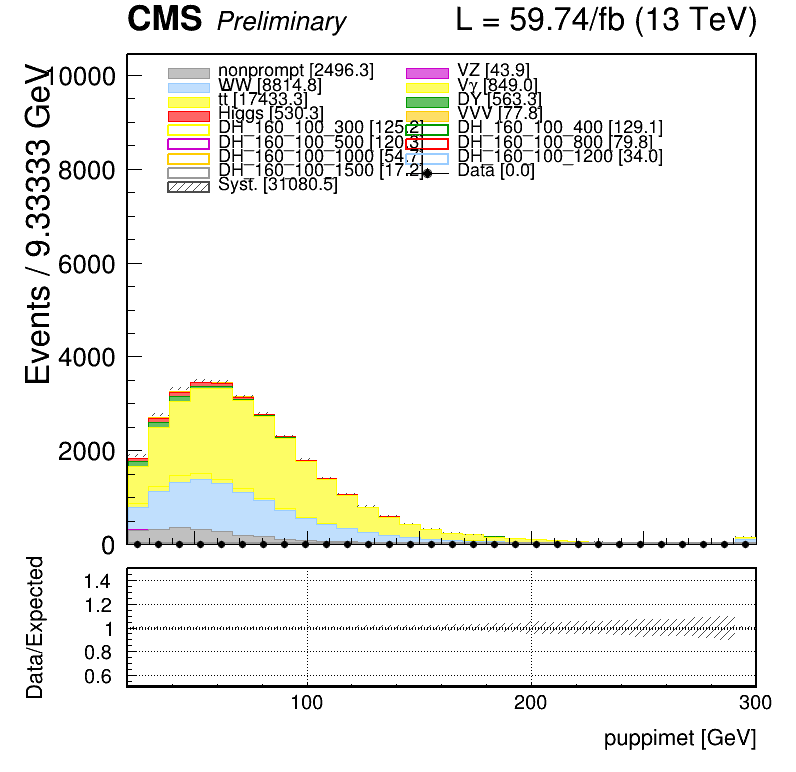 CMS Preliminary L = 59.74/fb (13 TeV)
Events / 9.33333 GeV
10000
8000
6000
4000
2000
0
nonprompt [2496.3] VZ [43.9]
WW [8814.8] Vγ [849.0]
tt [17433.3] DY [563.3]
Higgs [530.3] VVV [77.8]
DH_160_100_300 [125.2] DH_160_100_400 [129.1]
DH_160_100_500 [120.3] DH_160_100_800 [79.8]
DH_160_100_1000 [54.7] DH_160_100_1200 [34.0]
DH_160_100_1500 [17.2] Data [0.0]
Syst. [31080.5]
Data/Expected
1.4
1.2
1
0.8
0.6
100 200 300
puppimet [GeV]